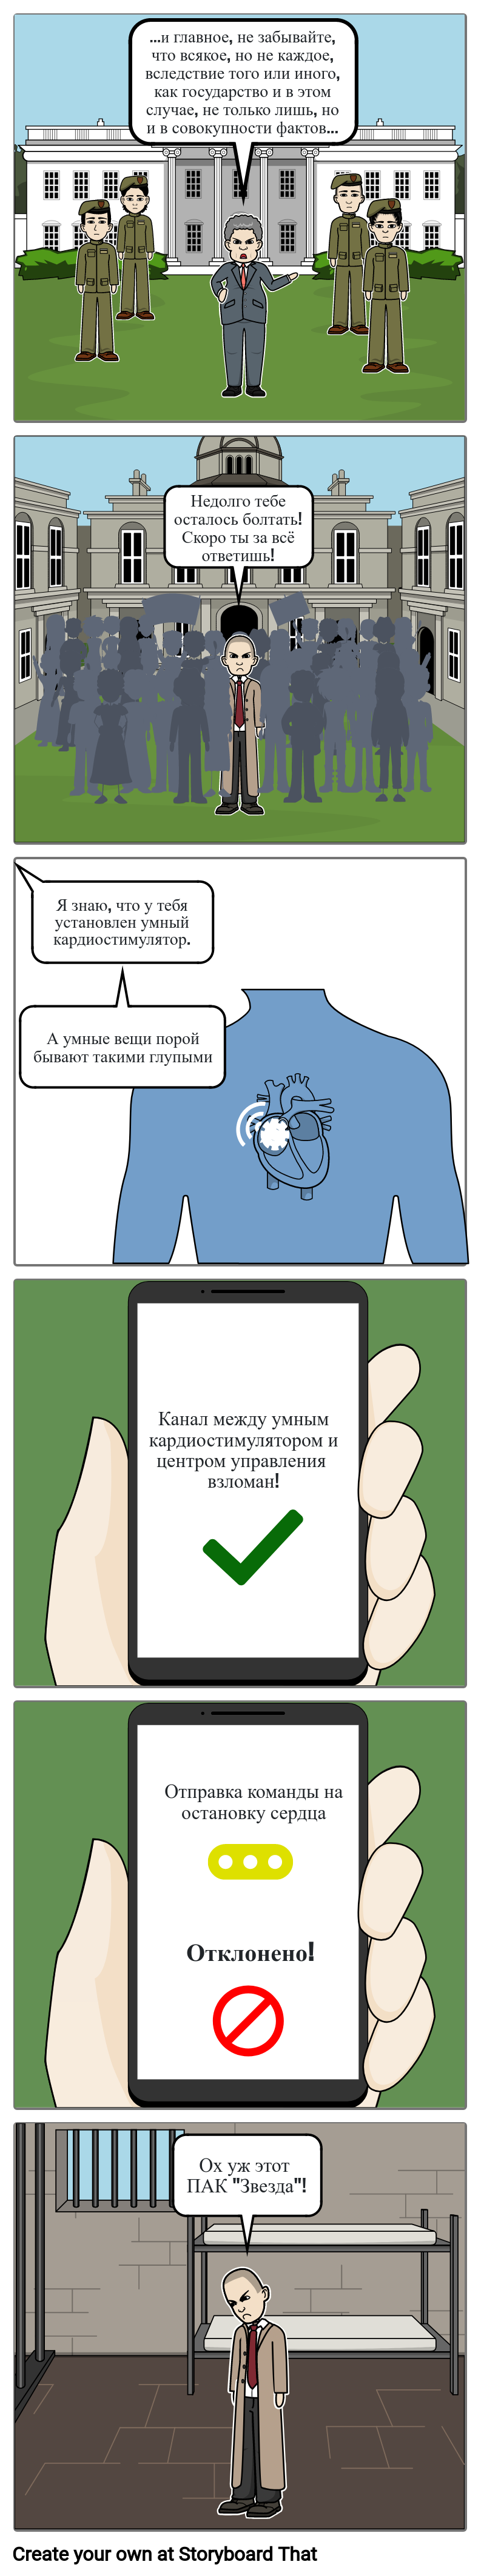 ...и главное, не забывайте,
что всякое, но не каждое,
вследствие того или иного,
как государство и в этом
случае, не только лишь, но
и в совокупности фактов...
Недолго тебе
осталось болтать!
Скоро ты за всё
ответишь!
Я знаю, что у тебя
установлен умный
кардиостимулятор.
А умные вещи порой
бывают такими глупыми
Канал между умным
кардиостимулятором и
центром управления
взломан!
Отправка команды на
остановку сердца
Отклонено!
Ох уж этот
ПАК "Звезда"!
Create your own at Storyboard That